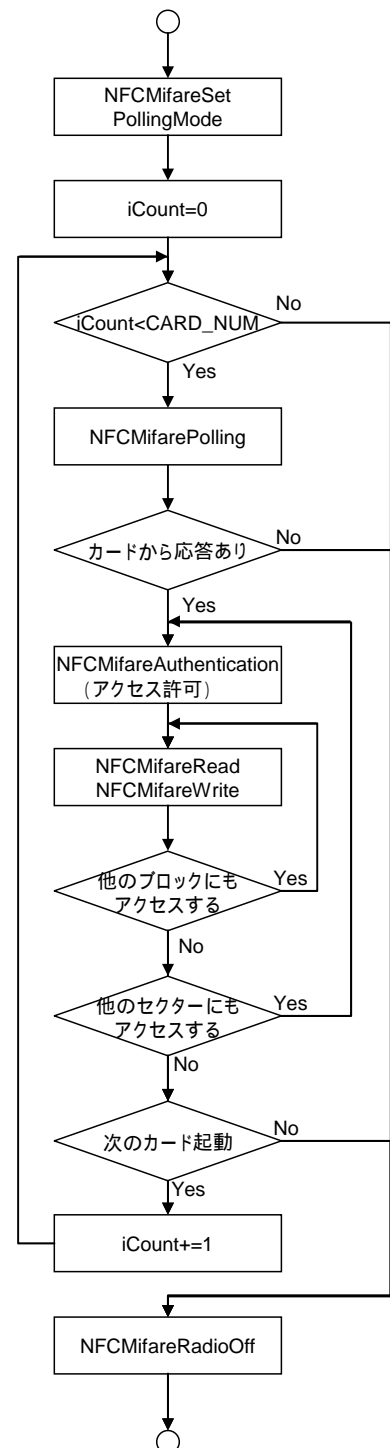 NFCMifareSet
PollingMode
iCount=0
iCount<CARD_NUM
No
Yes
NFCMifarePolling
カードから応答あり
No
Yes
NFCMifareAuthentication
(アクセス許可)
NFCMifareRead
NFCMifareWrite
他のブロックにも
アクセスする
Yes
No
他のセクターにも
アクセスする
Yes
No
次のカード起動
No
Yes
iCount+=1
NFCMifareRadioOff